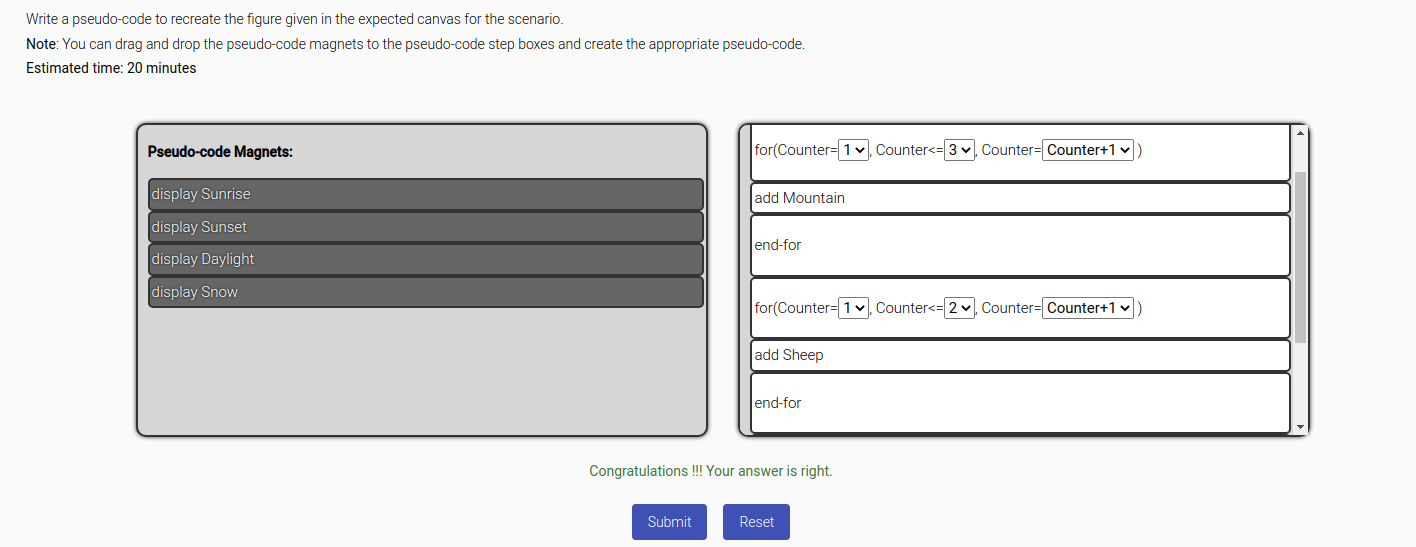 Write a pseudo-code to recreate the figure given in the expected canvas for the scenario.
Note: You can drag and drop the pseudo-code magnets to the pseudo-code step boxes and create the appropriate pseudo-code.
Estimated time: 20 minutes
Pseudo-code Magnets:
display Sunrise
display Sunset
display Daylight
display Snow
for(Counter= 1, Counter<= 3, Counter= Counter+1 )
add Mountain
end-for
for(Counter= 1, Counter<= 2, Counter= Counter+1 )
add Sheep
end-for
Congratulations !!! Your answer is right.
Submit
Reset